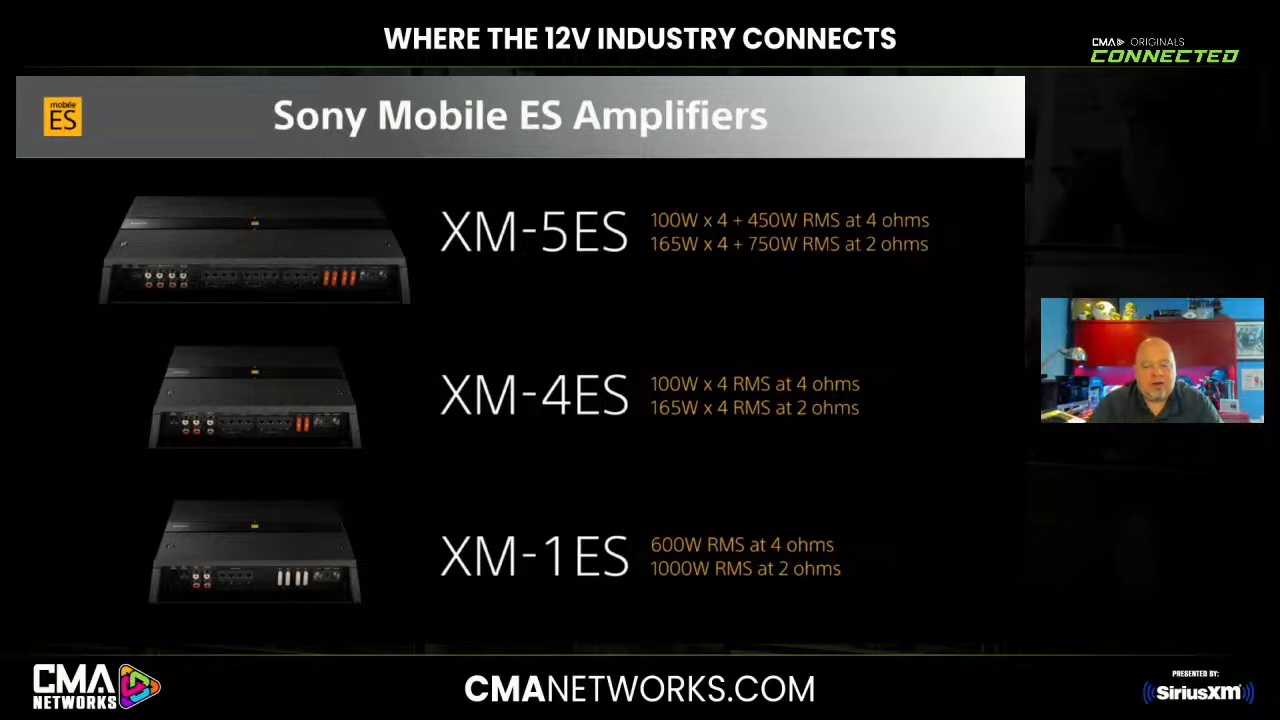 WHERE THE 12V INDUSTRY CONNECTS
CMA ORIGINALS
CONNECTED
mobile
ES
Sony Mobile ES Amplifiers
XM-5ES
100W x 4 + 450W RMS at 4 ohms
165W x 4 + 750W RMS at 2 ohms
XM-4ES
100W x 4 RMS at 4 ohms
165W x 4 RMS at 2 ohms
XM-1ES
600W RMS at 4 ohms
1000W RMS at 2 ohms
CMA
NETWORKS
CMANETWORKS.COM
PRESENTED BY:
SiriusXM